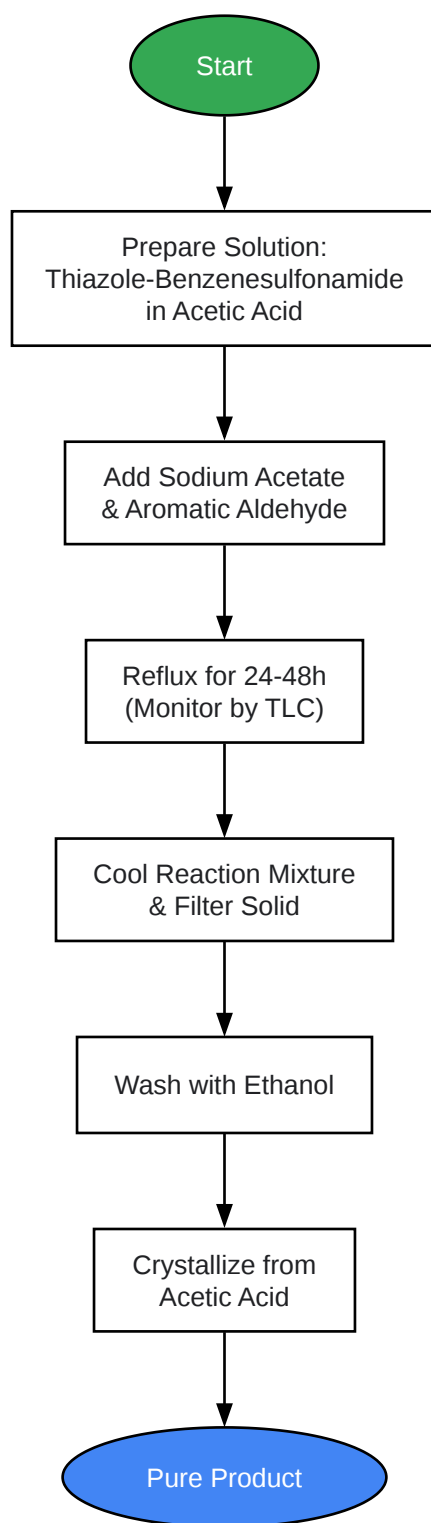 Start
Prepare Solution:
Thiazole-Benzenesulfonamide
in Acetic Acid
Add Sodium Acetate
& Aromatic Aldehyde
Reflux for 24-48h
(Monitor by TLC)
Cool Reaction Mixture
& Filter Solid
Wash with Ethanol
Crystallize from
Acetic Acid
Pure Product